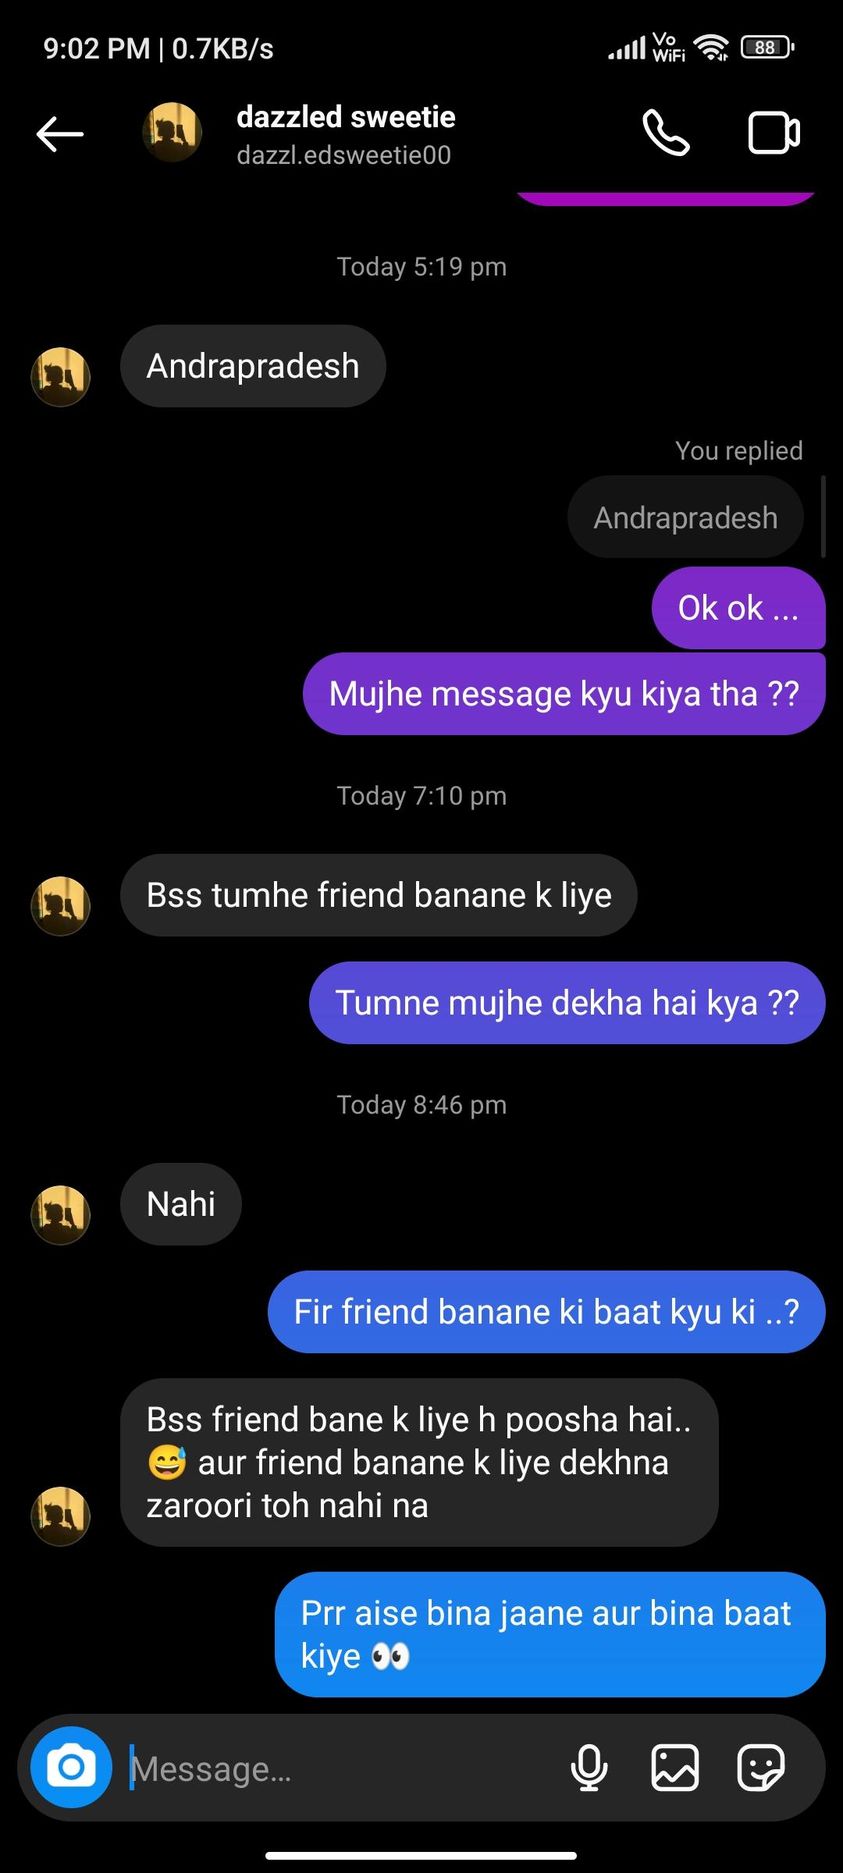 9:02 PM | 0.7KB/s
Vo
WiFi
88
dazzled sweetie
dazzl.edsweetie00
Today 5:19 pm
Andrapradesh
You replied
Andrapradesh
Ok ok ...
Mujhe message kyu kiya tha ??
Today 7:10 pm
Bss tumhe friend banane k liye
Tumne mujhe dekha hai kya ??
Today 8:46 pm
Nahi
Fir friend banane ki baat kyu ki ..?
Bss friend bane k liye h poosha hai..
😅 aur friend banane k liye dekhna
zaroori toh nahi na
Prr aise bina jaane aur bina baat
kiye 👀
Message...